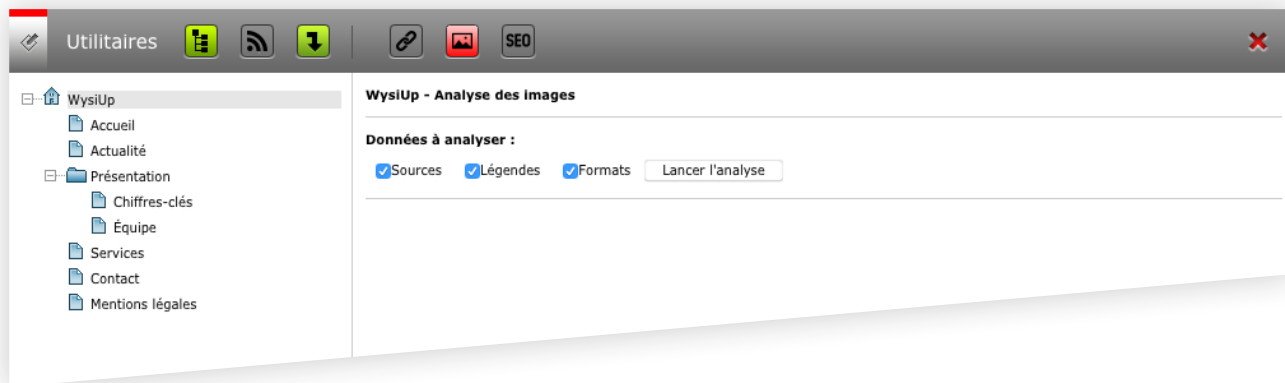 Utilitaires SEO
WysiUp
Accueil
Actualité
Présentation
Chiffres-clés
Équipe
Services
Contact
Mentions légales
WysiUp - Analyse des images
Données à analyser :
Sources Légendes Formats Lancer l'analyse